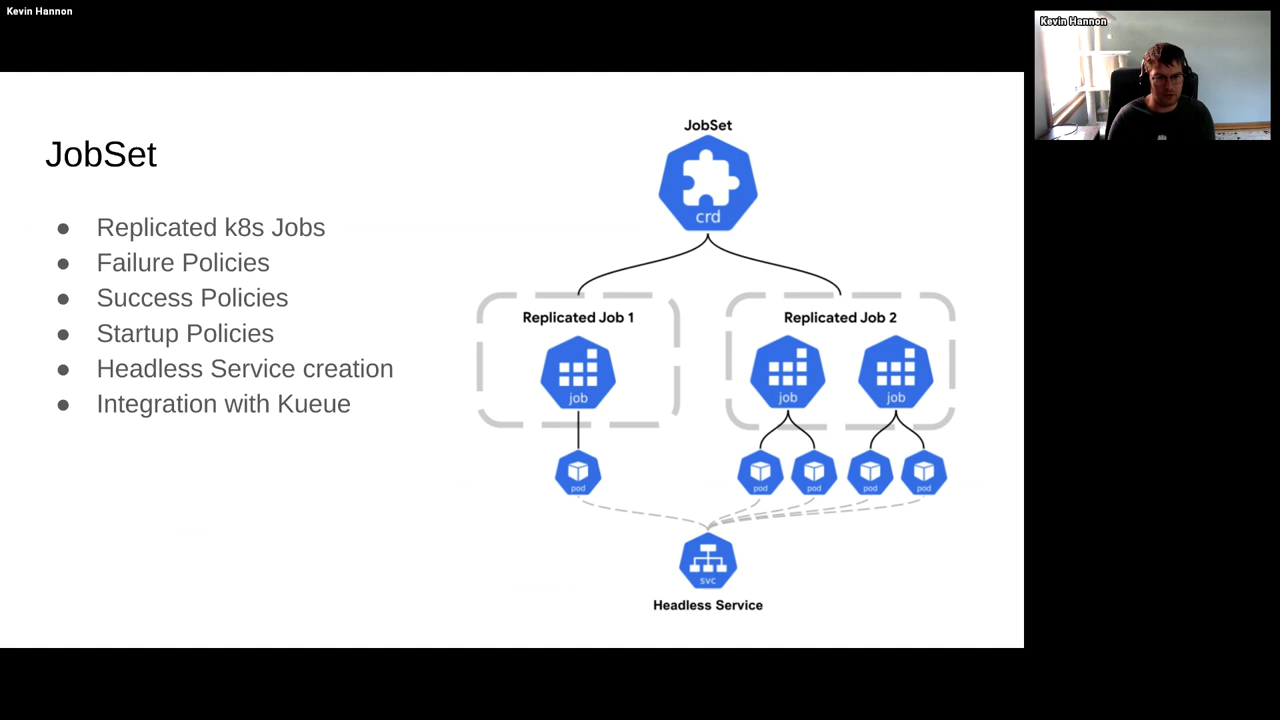 Kevin Hannon
Kevin Hannon
JobSet
Replicated k8s Jobs
Failure Policies
Success Policies
Startup Policies
Headless Service creation
Integration with Kueue
JobSet
crd
Replicated Job 1
Replicated Job 2
job
job
job
pod
pod
pod
pod
pod
svc
Headless Service